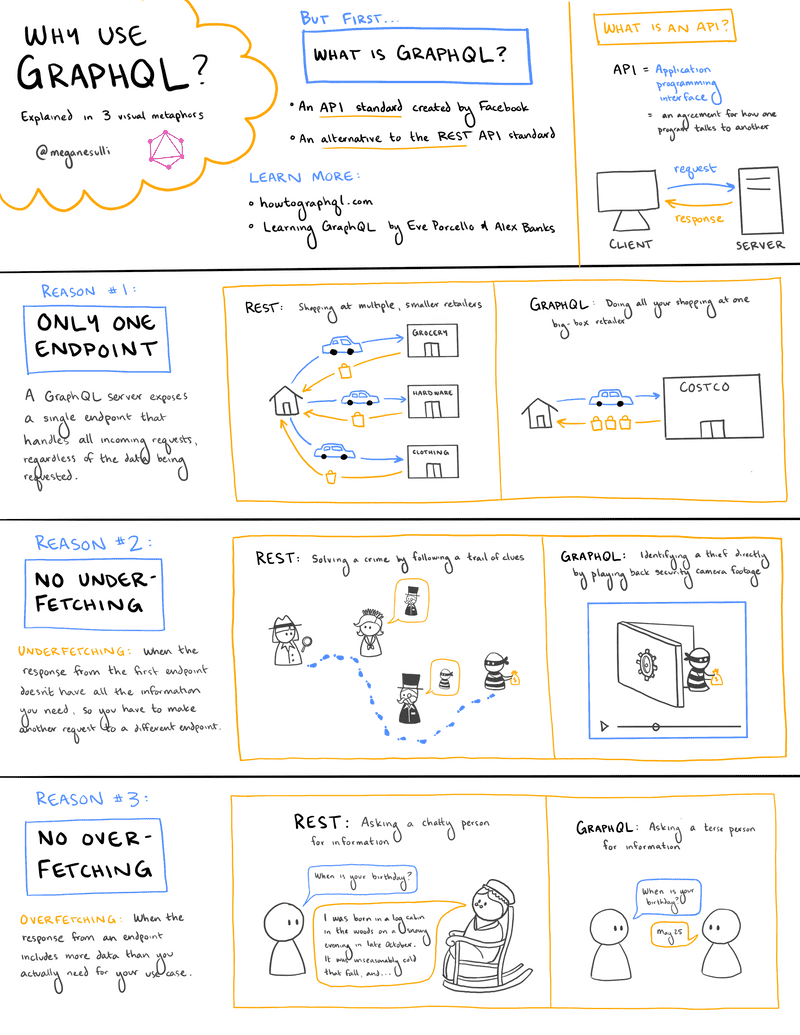 WHY USE
GRAPHQL?
Explained in 3 visual metaphors
@meganesulli
BUT FIRST...
WHAT IS GRAPHQL?
• An API standard created by Facebook
• An alternative to the REST API standard
LEARN MORE:
• howtographql.com
• Learning GraphQL by Eve Porcello & Alex Banks
WHAT IS AN API?
API = Application
programming
interface
= an agreement for how one
program talks to another
request
response
CLIENT
SERVER
REASON #1:
ONLY ONE
ENDPOINT
A GraphQL server exposes
a single endpoint that
handles all incoming requests,
regardless of the data being
requested.
REST: Shopping at multiple, smaller retailers
GROCERY
HARDWARE
CLOTHING
GRAPHQL: Doing all your shopping at one
big-box retailer
COSTCO
REASON #2:
NO UNDER-
FETCHING
UNDERFETCHING: When the
response from the first endpoint
doesn't have all the information
you need, so you have to make
another request to a different endpoint.
REST: Solving a crime by following a trail of clues
GRAPHQL: Identifying a thief directly
by playing back security camera footage
$
$
REASON #3:
NO OVER-
FETCHING
OVERFETCHING: When the
response from an endpoint
includes more data than you
actually need for your use case.
REST: Asking a chatty person
for information
When is your birthday?
I was born in a log cabin
in the woods on a snowy
evening in late October.
It was unseasonably cold
that fall, and...
GRAPHQL: Asking a terse person
for information
When is your
birthday?
May 25